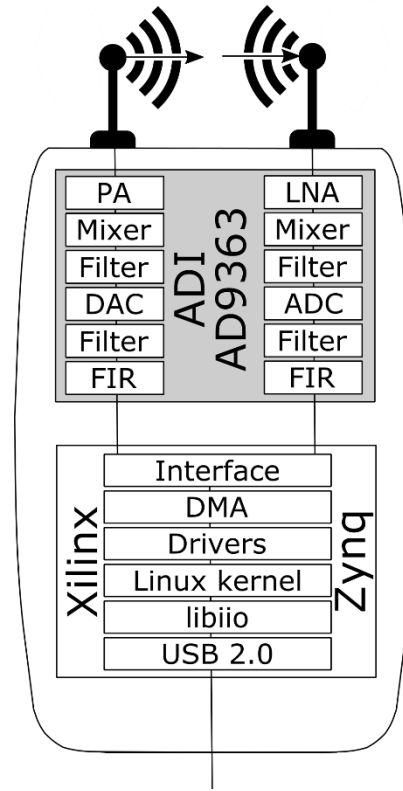 PA
Mixer
Filter
DAC
Filter
FIR
ADI
AD9363
LNA
Mixer
Filter
ADC
Filter
FIR
Xilinx
Interface
DMA
Drivers
Linux kernel
libiio
USB 2.0
Zynq